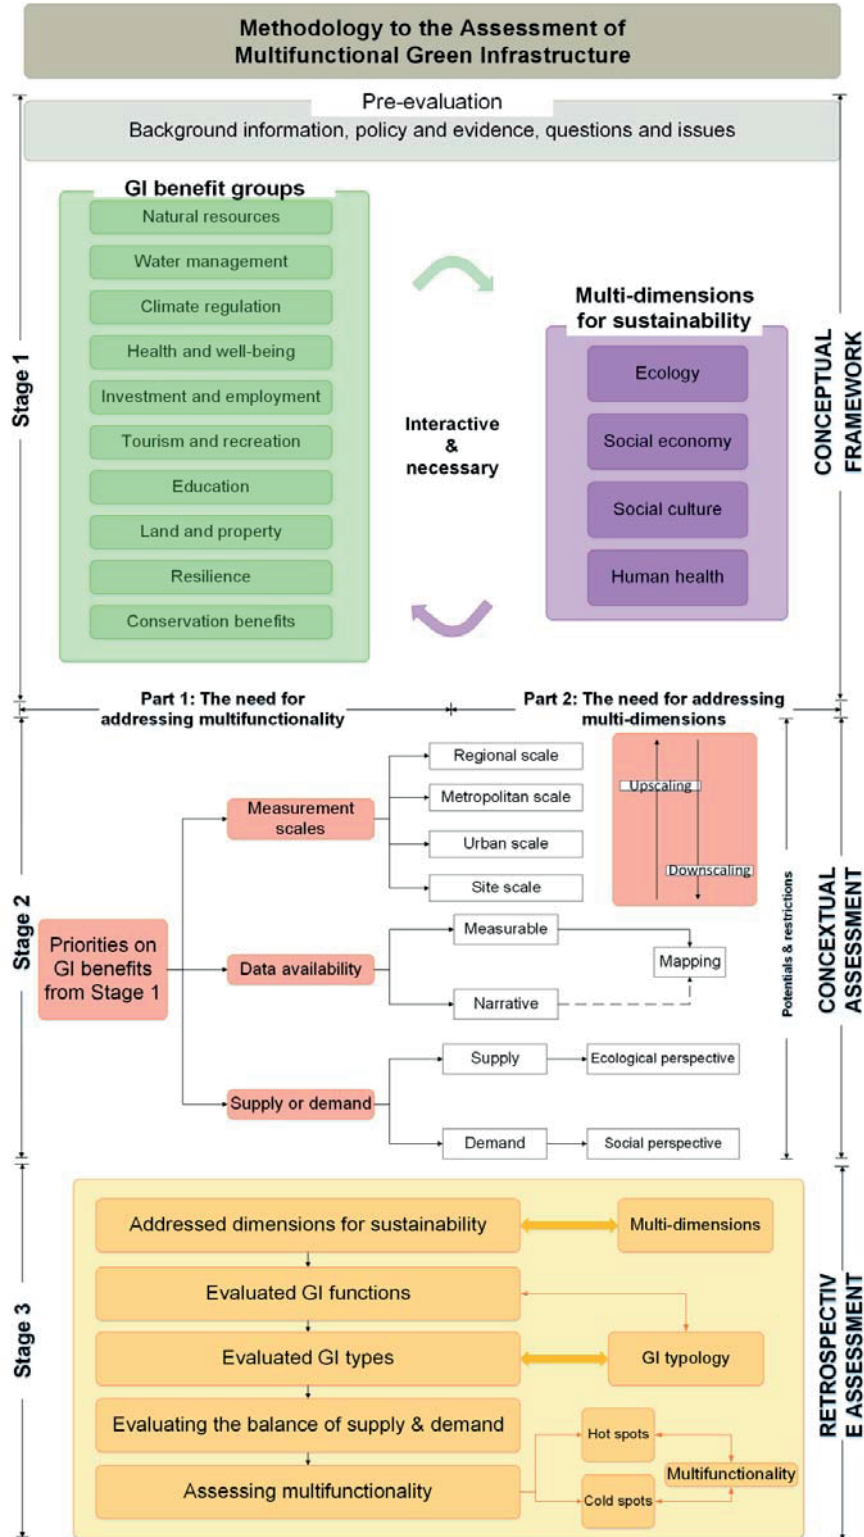 Methodology to the Assessment of
Multifunctional Green Infrastructure
Pre-evaluation
Background information, policy and evidence, questions and issues
Stage 1
GI benefit groups
Natural resources
Water management
Climate regulation
Health and well-being
Investment and employment
Tourism and recreation
Education
Land and property
Resilience
Conservation benefits
Interactive
&
necessary
Multi-dimensions
for sustainability
Ecology
Social economy
Social culture
Human health
CONCEPTUAL
FRAMEWORK
Part 1: The need for
addressing multifunctionality
Part 2: The need for addressing
multi-dimensions
Stage 2
Priorities on
GI benefits
from Stage 1
Measurement
scales
Regional scale
Metropolitan scale
Urban scale
Site scale
Upscaling
Downscaling
Data availability
Measurable
Narrative
Mapping
Supply or demand
Supply
Ecological perspective
Demand
Social perspective
Potentials & restrictions
CONCEXTUAL
ASSESSMENT
Stage 3
Addressed dimensions for sustainability
Multi-dimensions
Evaluated GI functions
Evaluated GI types
GI typology
Evaluating the balance of supply & demand
Assessing multifunctionality
Hot spots
Cold spots
Multifunctionality
RETROSPECTIV
E ASSESSMENT